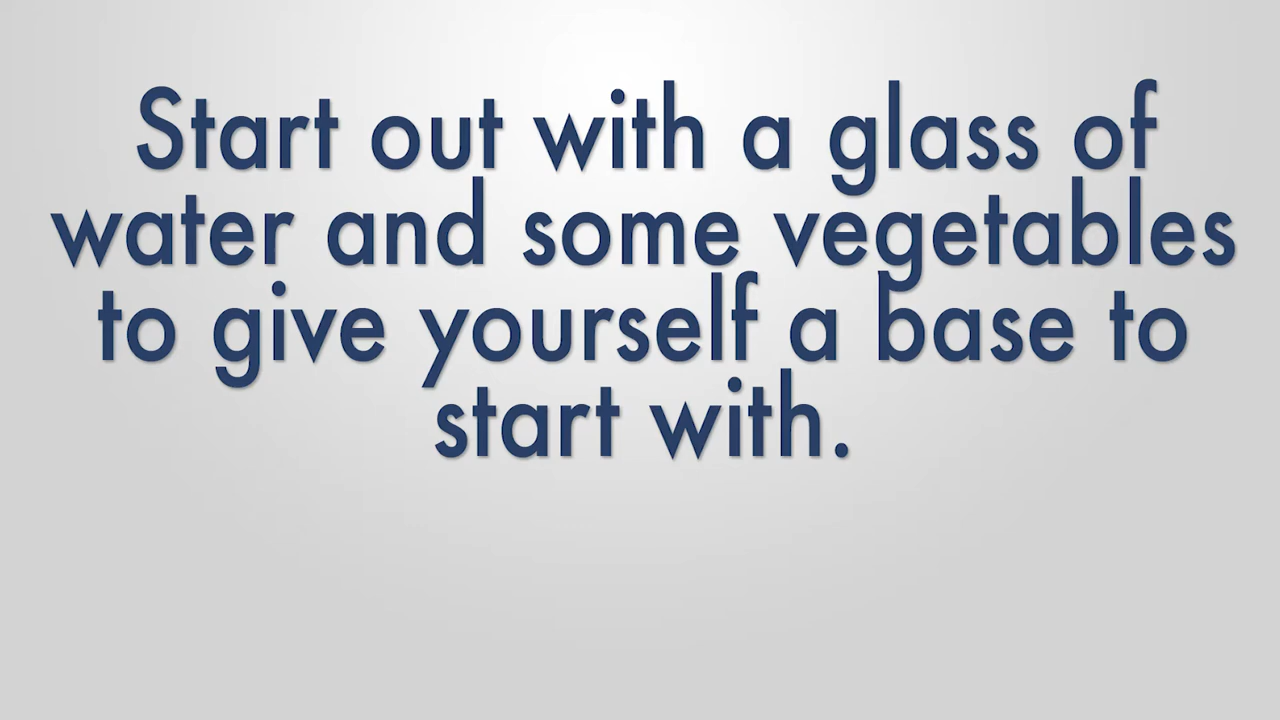 Start out with a glass of
water and some vegetables
to give yourself a base to
start with.